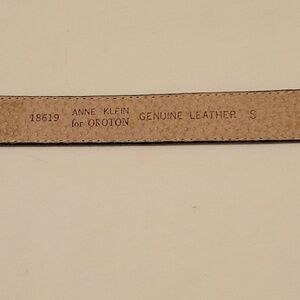 18619 ANNE KLEIN for OROTON GENUINE LEATHER S